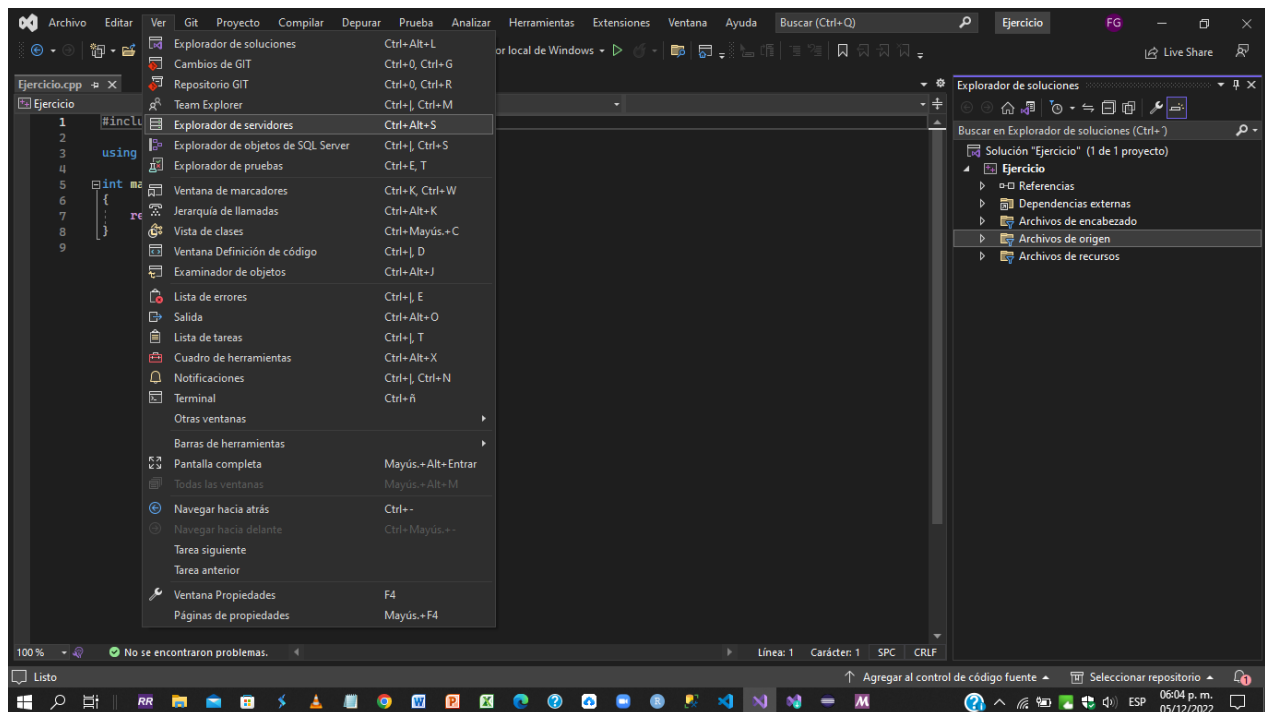 Archivo Editar Ver Git Proyecto Compilar Depurar Prueba Analizar Herramientas Extensiones Ventana Ayuda Buscar (Ctrl+Q) Ejercicio FG
or local de Windows Live Share
Ejercicio.cpp
Ejercicio
1 #inclu
2
3 using
4
5 int ma
6 {
7 re
8 }
9
Explorador de soluciones Ctrl+Alt+L
Cambios de GIT Ctrl+0, Ctrl+G
Repositorio GIT Ctrl+0, Ctrl+R
Team Explorer Ctrl+|, Ctrl+M
Explorador de servidores Ctrl+Alt+S
Explorador de objetos de SQL Server Ctrl+|, Ctrl+S
Explorador de pruebas Ctrl+E, T
Ventana de marcadores Ctrl+K, Ctrl+W
Jerarquía de llamadas Ctrl+Alt+K
Vista de clases Ctrl+Mayús.+C
Ventana Definición de código Ctrl+|, D
Examinador de objetos Ctrl+Alt+J
Lista de errores Ctrl+|, E
Salida Ctrl+Alt+O
Lista de tareas Ctrl+|, T
Cuadro de herramientas Ctrl+Alt+X
Notificaciones Ctrl+|, Ctrl+N
Terminal Ctrl+ñ
Otras ventanas
Barras de herramientas
Pantalla completa Mayús.+Alt+Entrar
Todas las ventanas Mayús.+Alt+M
Navegar hacia atrás Ctrl+-
Navegar hacia delante Ctrl+Mayús.+-
Tarea siguiente
Tarea anterior
Ventana Propiedades F4
Páginas de propiedades Mayús.+F4
Explorador de soluciones
Buscar en Explorador de soluciones (Ctrl+´)
Solución "Ejercicio" (1 de 1 proyecto)
Ejercicio
Referencias
Dependencias externas
Archivos de encabezado
Archivos de origen
Archivos de recursos
100 % No se encontraron problemas. Línea: 1 Carácter: 1 SPC CRLF
Listo Agregar al control de código fuente Seleccionar repositorio 1
RR W P X R M ESP 06:04 p. m.
05/12/2022